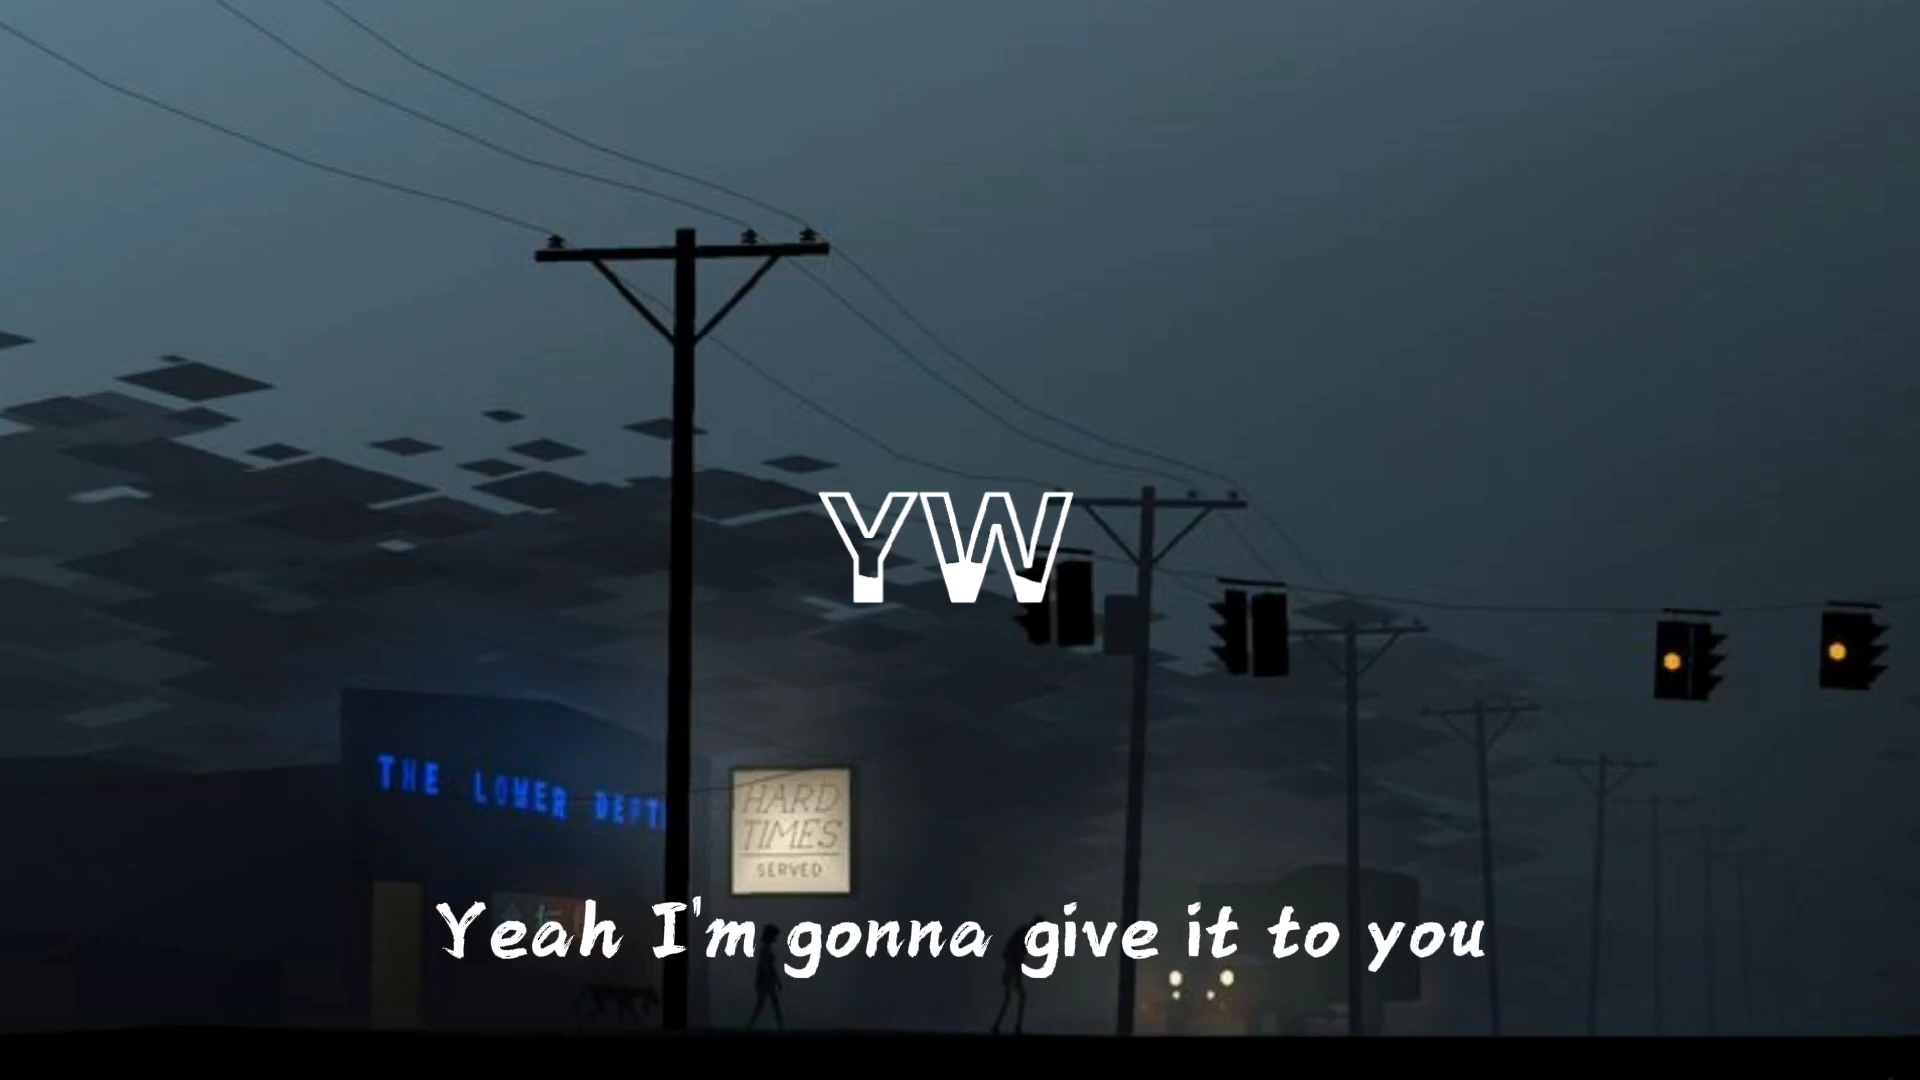 YW
THE LOWER DEPT
HARD
TIMES
SERVED
Yeah I'm gonna give it to you